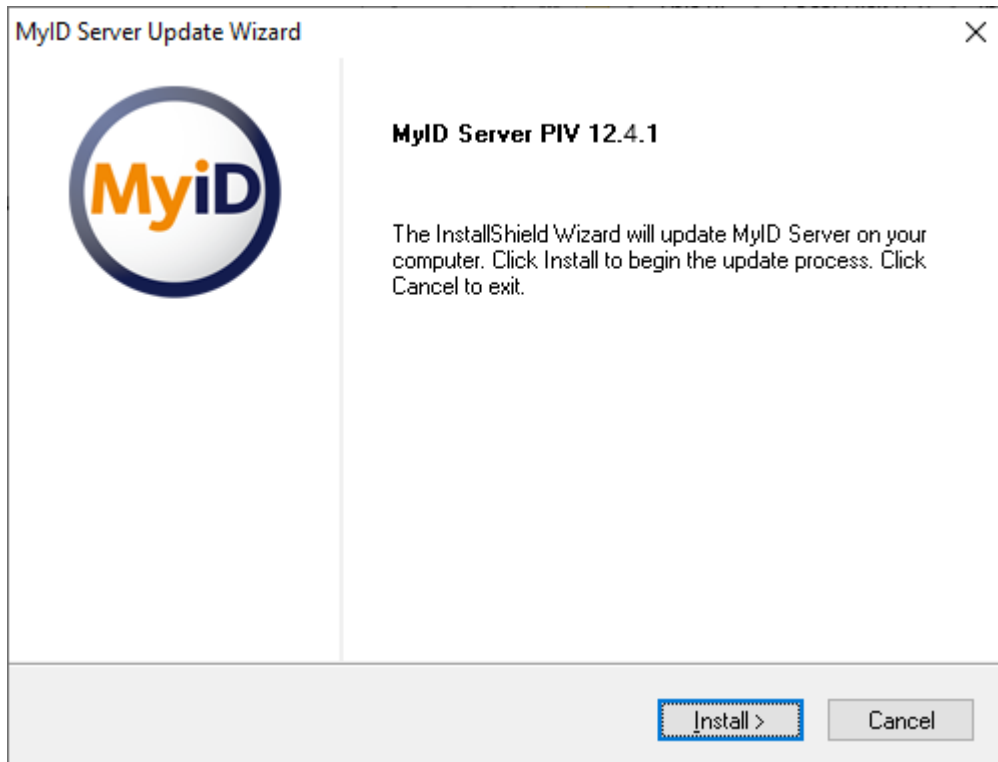 MyID Server Update Wizard
MyiD
MyID Server PIV 12.4.1
The InstallShield Wizard will update MyID Server on your
computer. Click Install to begin the update process. Click
Cancel to exit.
Install >
Cancel